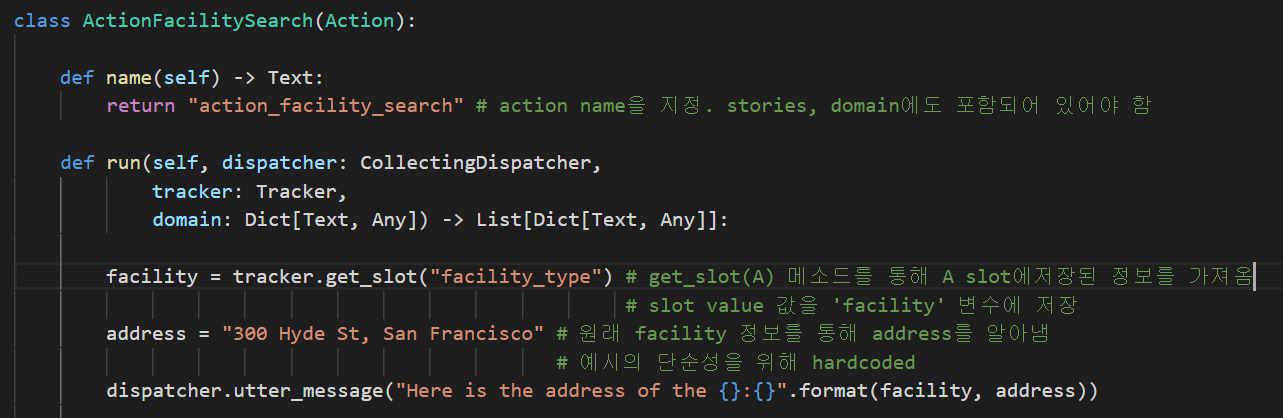 class ActionFacilitySearch(Action):
def name(self) -> Text:
return "action_facility_search" # action name을 지정. stories, domain에도 포함되어 있어야 함
def run(self, dispatcher: CollectingDispatcher,
tracker: Tracker,
domain: Dict[Text, Any]) -> List[Dict[Text, Any]]:
facility = tracker.get_slot("facility_type") # get_slot(A) 메소드를 통해 A slot에저장된 정보를 가져옴
# slot value 값을 'facility' 변수에 저장
address = "300 Hyde St, San Francisco" # 원래 facility 정보를 통해 address를 알아냄
# 예시의 단순성을 위해 hardcoded
dispatcher.utter_message("Here is the address of the {}:{}".format(facility, address))